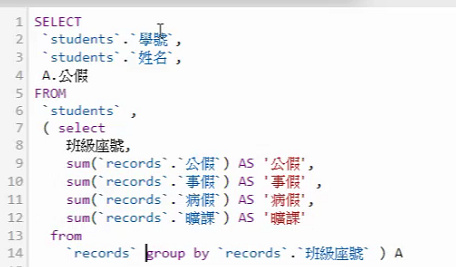 1 SELECT
2 `students`.`學號`,
3 `students`.`姓名`,
4 A.公假
5 FROM
6 `students` ,
7 ( select
8 班級座號,
9 sum(`records`.`公假`) AS '公假',
10 sum(`records`.`事假`) AS '事假' ,
11 sum(`records`.`病假`) AS '病假',
12 sum(`records`.`曠課`) AS '曠課'
13 from
14 `records` group by `records`.`班級座號` ) A